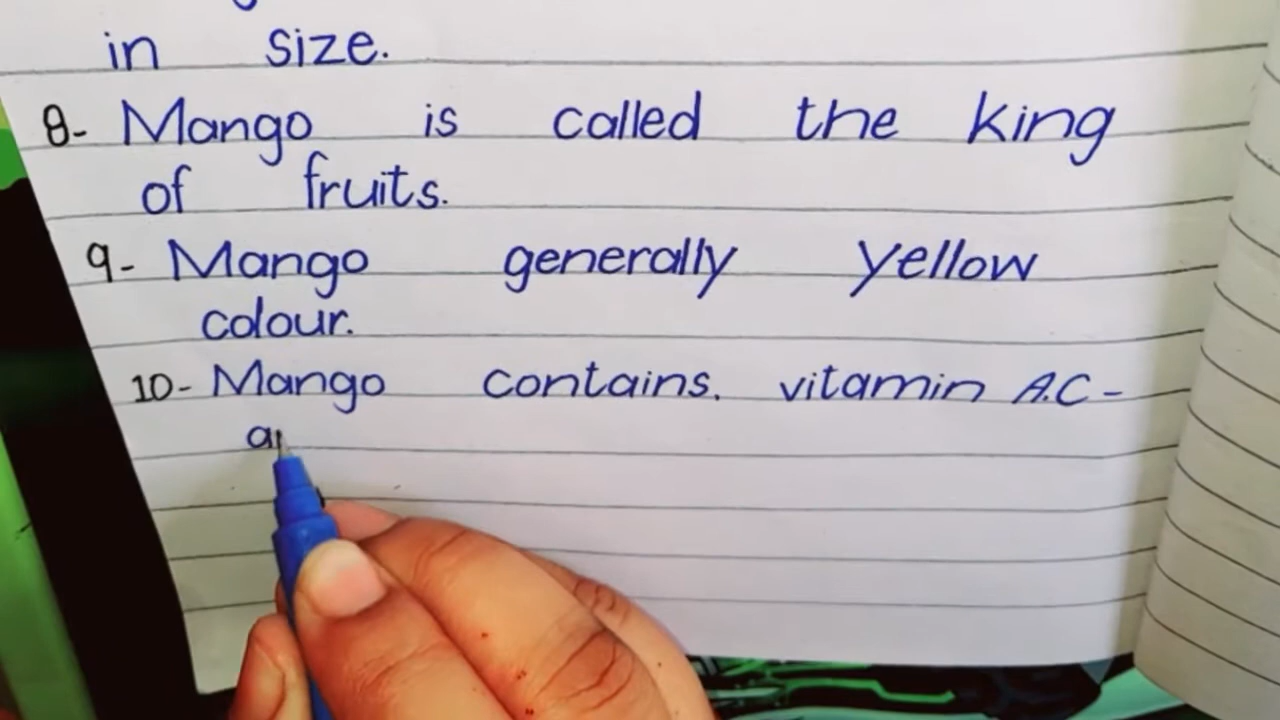 in size.
8- Mango is called the king
of fruits.
9- Mango generally yellow
colour.
10- Mango contains. vitamin A.C-